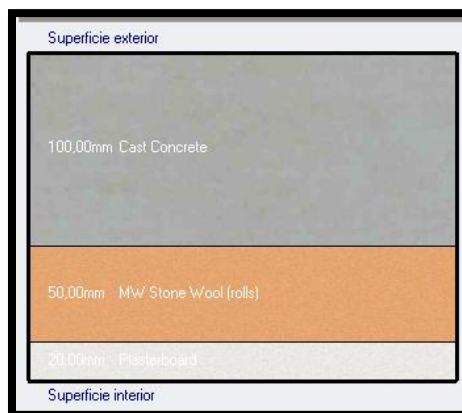 Superficie exterior
100,00mm Cast Concrete
50,00mm MW Stone Wool (rolls)
20,00mm Plasterboard
Superficie interior